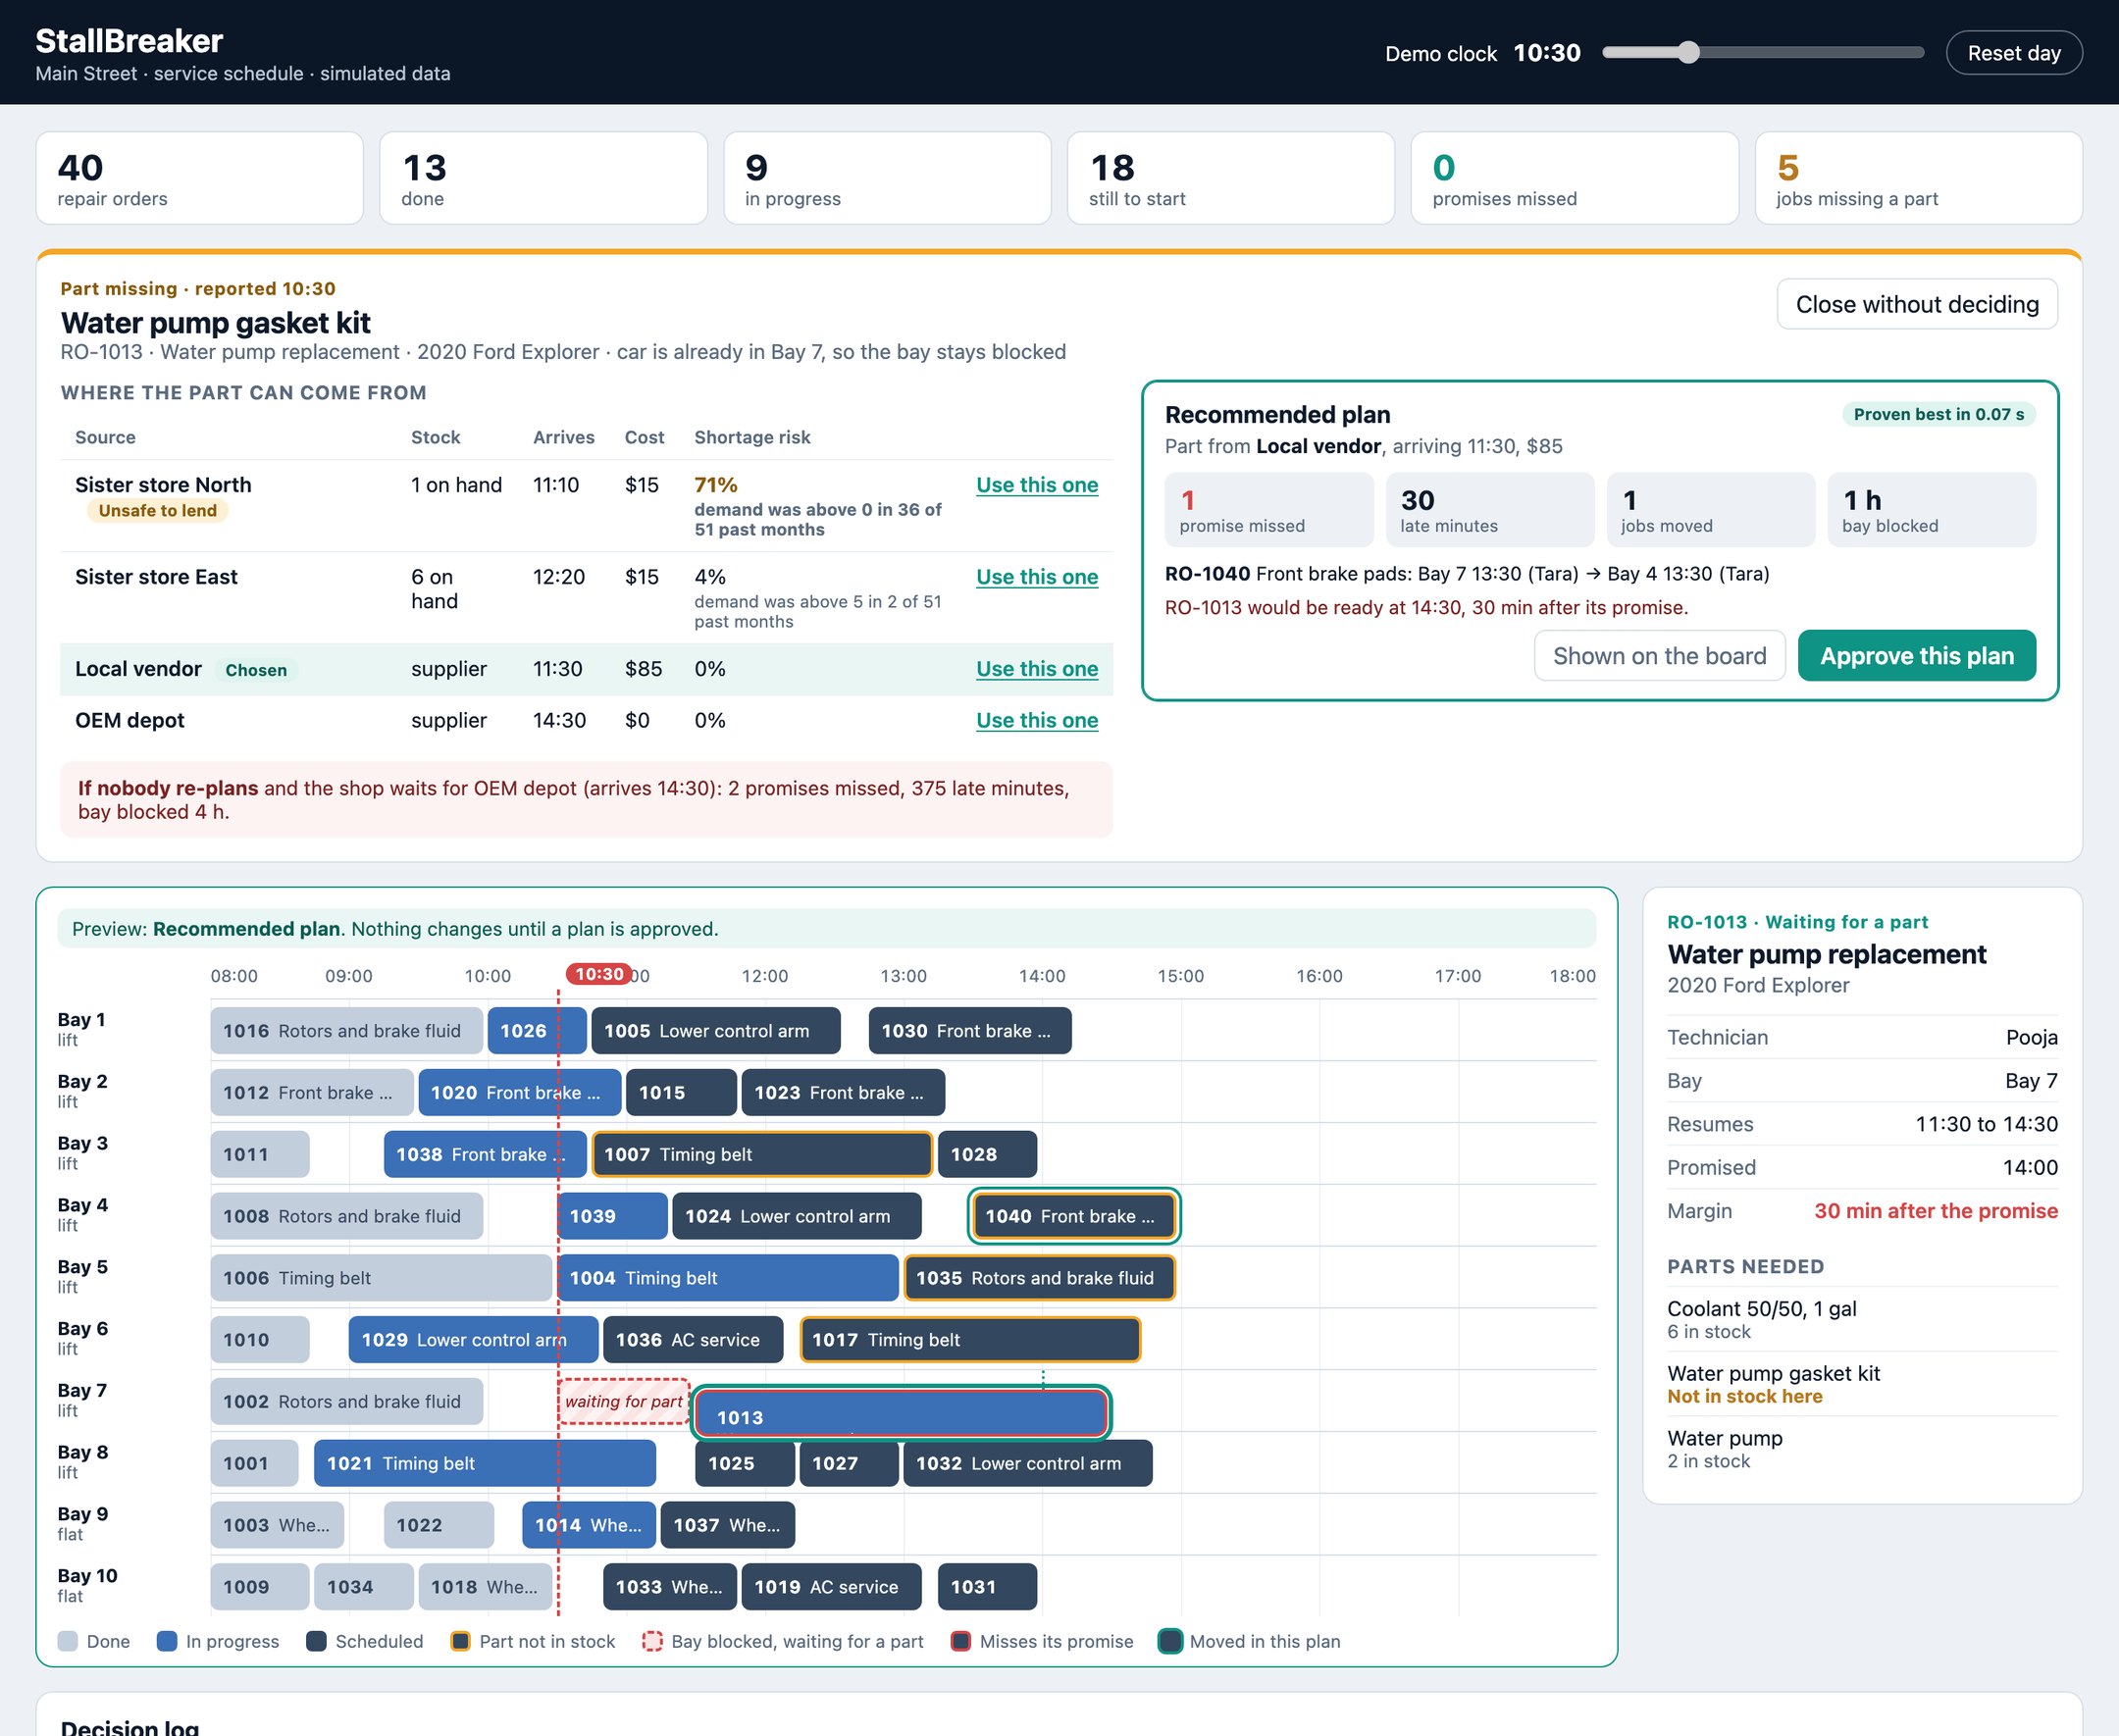 StallBreaker
Main Street · service schedule · simulated data
Demo clock 10:30
Reset day
40
repair orders
13
done
9
in progress
18
still to start
0
promises missed
5
jobs missing a part
Part missing · reported 10:30
Water pump gasket kit
RO-1013 · Water pump replacement · 2020 Ford Explorer · car is already in Bay 7, so the bay stays blocked
Close without deciding
WHERE THE PART CAN COME FROM
Source Stock Arrives Cost Shortage risk
Sister store North 1 on hand 11:10 $15 71% Use this one
Unsafe to lend
demand was above 0 in 36 of
51 past months
Sister store East 6 on 12:20 $15 4% Use this one
hand
demand was above 5 in 2 of 51
past months
Local vendor Chosen supplier 11:30 $85 0% Use this one
OEM depot supplier 14:30 $0 0% Use this one
If nobody re-plans and the shop waits for OEM depot (arrives 14:30): 2 promises missed, 375 late minutes,
bay blocked 4 h.
Recommended plan
Proven best in 0.07 s
Part from Local vendor, arriving 11:30, $85
1
promise missed
30
late minutes
1
jobs moved
1 h
bay blocked
RO-1040 Front brake pads: Bay 7 13:30 (Tara) → Bay 4 13:30 (Tara)
RO-1013 would be ready at 14:30, 30 min after its promise.
Shown on the board
Approve this plan
Preview: Recommended plan. Nothing changes until a plan is approved.
08:00 09:00 10:00 10:30 00 12:00 13:00 14:00 15:00 16:00 17:00 18:00
Bay 1
lift
1016 Rotors and brake fluid 1026 1005 Lower control arm 1030 Front brake ...
Bay 2
lift
1012 Front brake ... 1020 Front brake ... 1015 1023 Front brake ...
Bay 3
lift
1011 1038 Front brake ... 1007 Timing belt 1028
Bay 4
lift
1008 Rotors and brake fluid 1039 1024 Lower control arm 1040 Front brake ...
Bay 5
lift
1006 Timing belt 1004 Timing belt 1035 Rotors and brake fluid
Bay 6
lift
1010 1029 Lower control arm 1036 AC service 1017 Timing belt
Bay 7
lift
1002 Rotors and brake fluid waiting for part 1013
Bay 8
lift
1001 1021 Timing belt 1025 1027 1032 Lower control arm
Bay 9
flat
1003 Whe... 1022 1014 Whe... 1037 Whe...
Bay 10
flat
1009 1034 1018 Whe... 1033 Whe... 1019 AC service 1031
Done In progress Scheduled Part not in stock Bay blocked, waiting for a part Misses its promise Moved in this plan
RO-1013 · Waiting for a part
Water pump replacement
2020 Ford Explorer
Technician Pooja
Bay Bay 7
Resumes 11:30 to 14:30
Promised 14:00
Margin 30 min after the promise
PARTS NEEDED
Coolant 50/50, 1 gal
6 in stock
Water pump gasket kit
Not in stock here
Water pump
2 in stock
Decision log